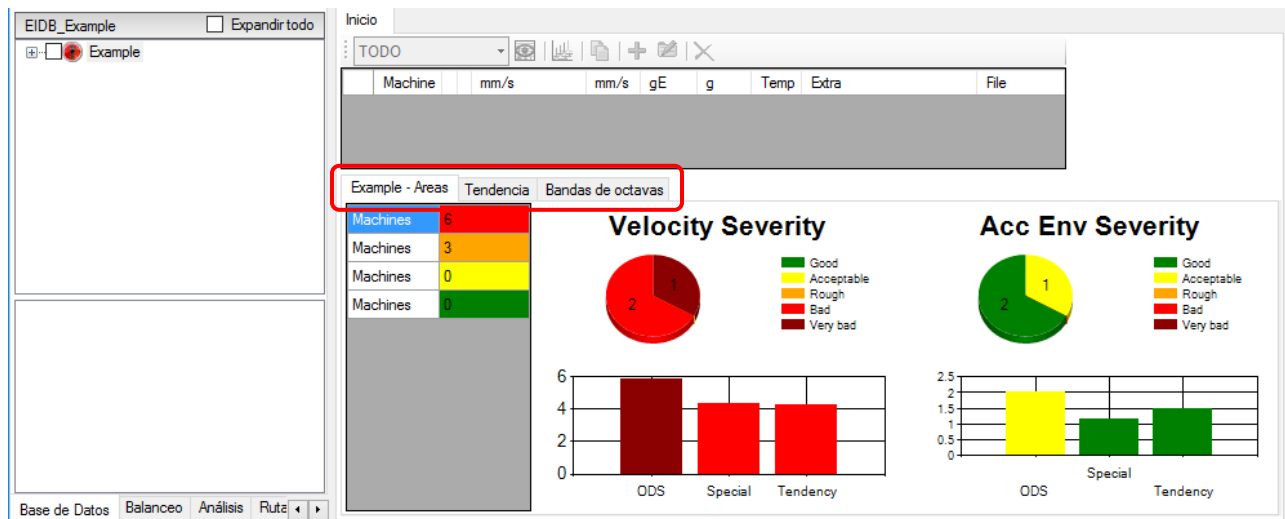 EIDB_Example Expandir todo
Example
Inicio
TODO
Machine mm/s mm/s gE g Temp Extra File
Example - Areas Tendencia Bandas de octavas
Machines 6
Machines 3
Machines 0
Machines 0
Velocity Severity
2 1
Good
Acceptable
Rough
Bad
Very bad
6
4
2
0
ODS Special Tendency
Acc Env Severity
2 1
Good
Acceptable
Rough
Bad
Very bad
2.5
2
1.5
1
0.5
0
ODS Special Tendency
Base de Datos Balanceo Análisis Ruta